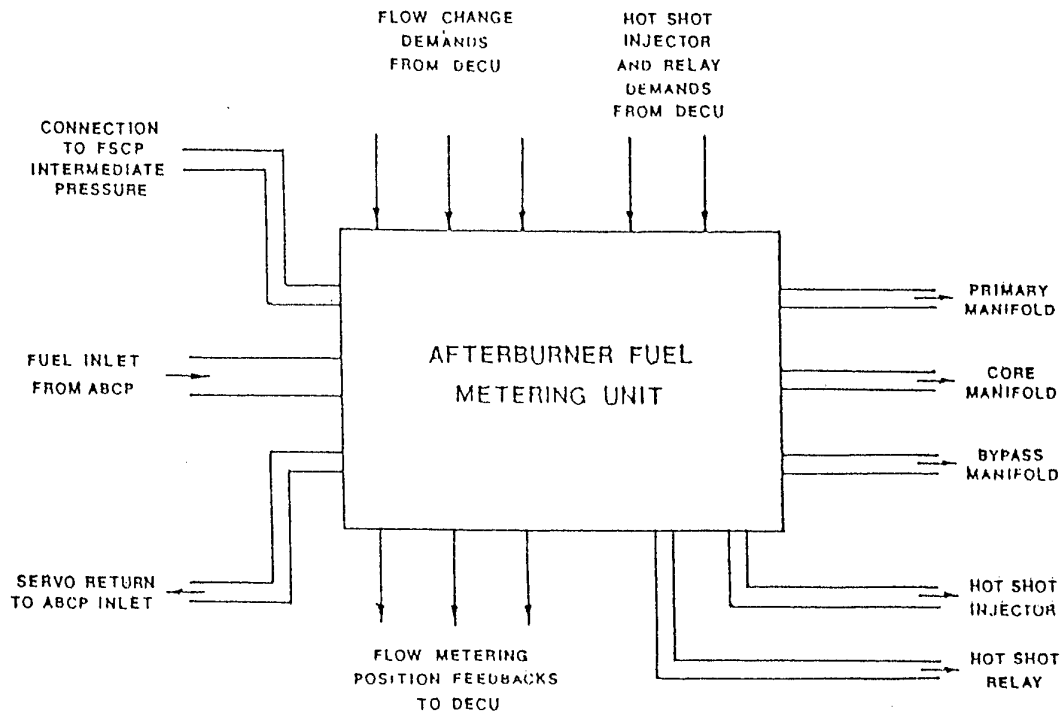 FLOW CHANGE
DEMANDS
FROM DECU
HOT SHOT
INJECTOR
AND RELAY
DEMANDS
FROM DECU
CONNECTION
TO FSCP
INTERMEDIATE
PRESSURE
FUEL INLET
FROM ABCP
SERVO RETURN
TO ABCP INLET
AFTERBURNER FUEL
METERING UNIT
PRIMARY
MANIFOLD
CORE
MANIFOLD
BYPASS
MANIFOLD
HOT SHOT
INJECTOR
HOT SHOT
RELAY
FLOW METERING
POSITION FEEDBACKS
TO DECU